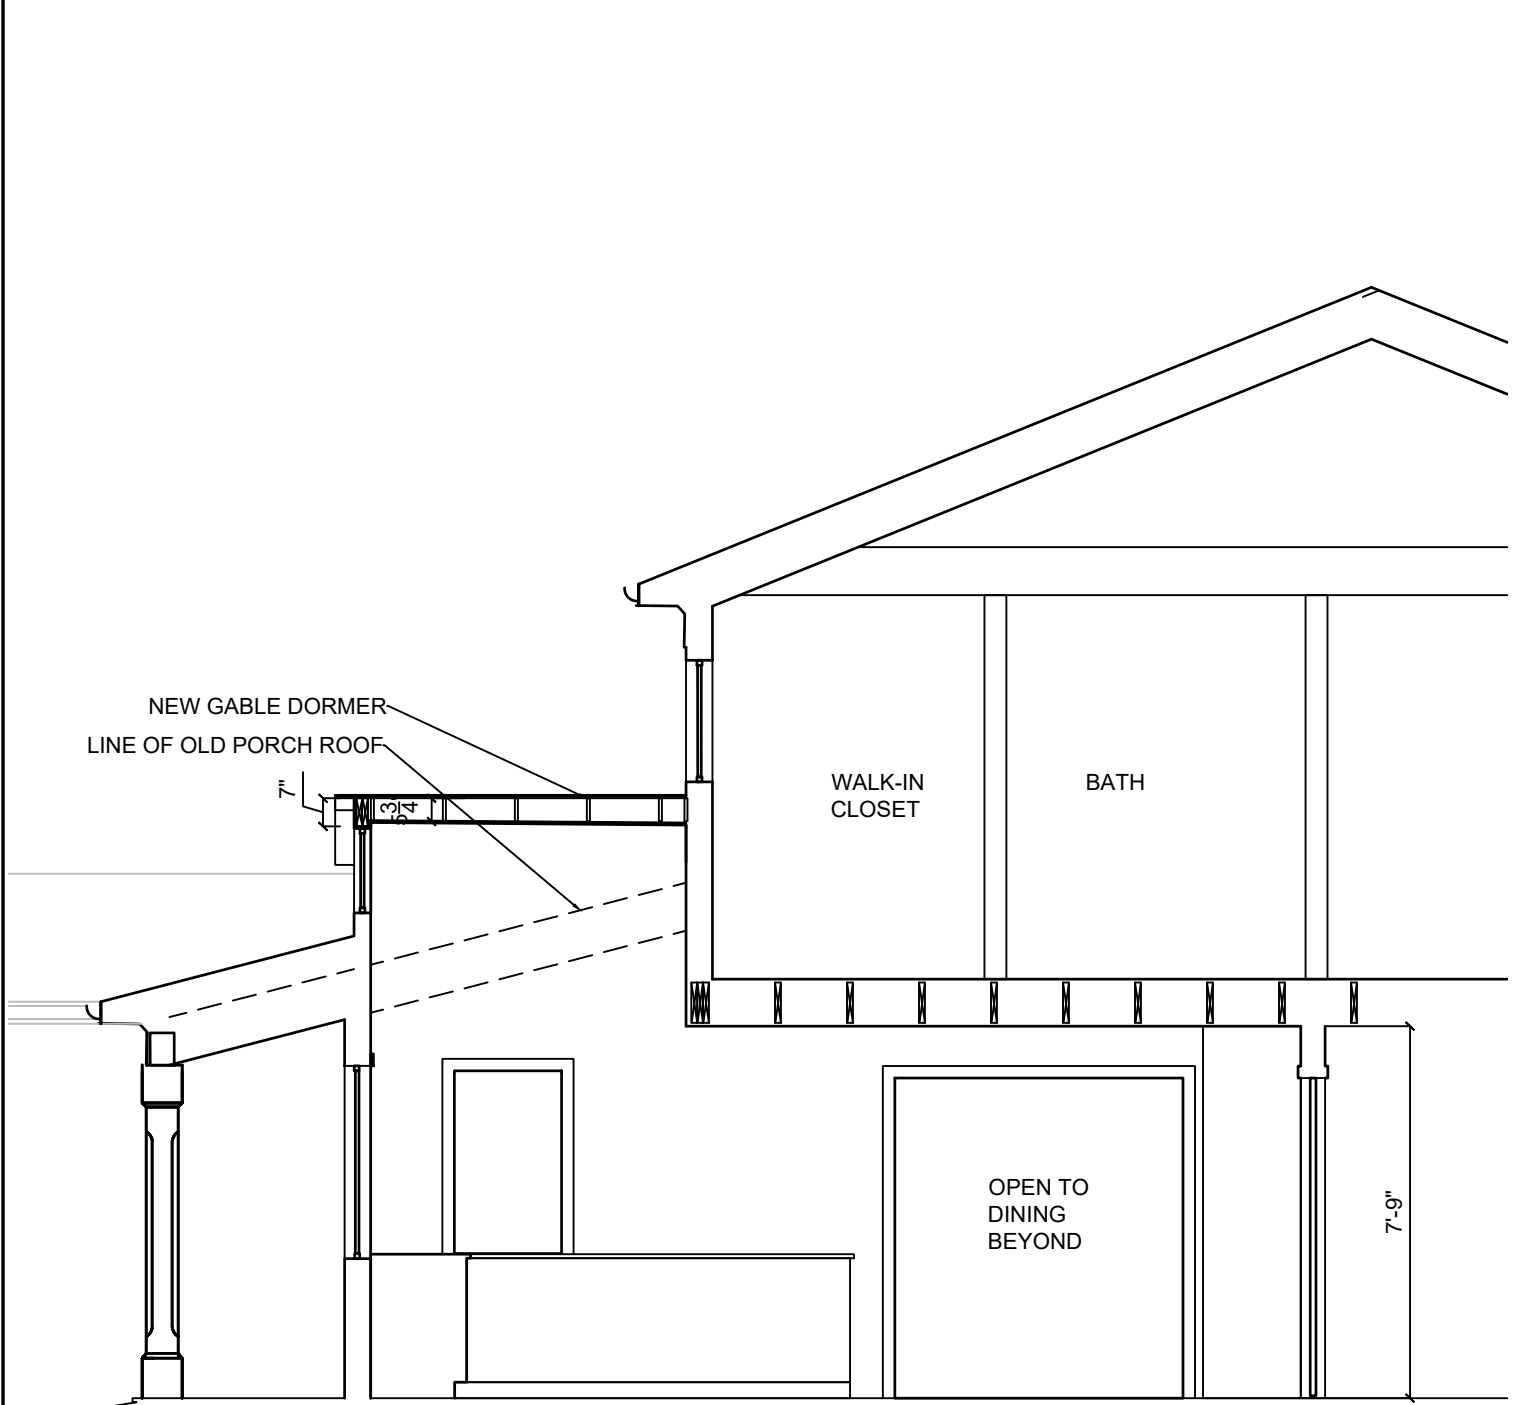 NEW GABLE DORMER
LINE OF OLD PORCH ROOF
7"
5 3/4
WALK-IN
CLOSET
BATH
OPEN TO
DINING
BEYOND
7'-9"